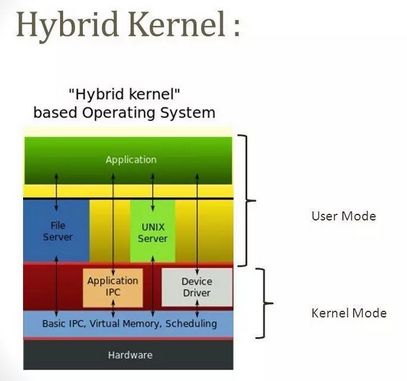 Hybrid Kernel :
"Hybrid kernel"
based Operating System
Application
File
Server
UNIX
Server
User Mode
Application
IPC
Device
Driver
Kernel Mode
Basic IPC, Virtual Memory, Scheduling
Hardware